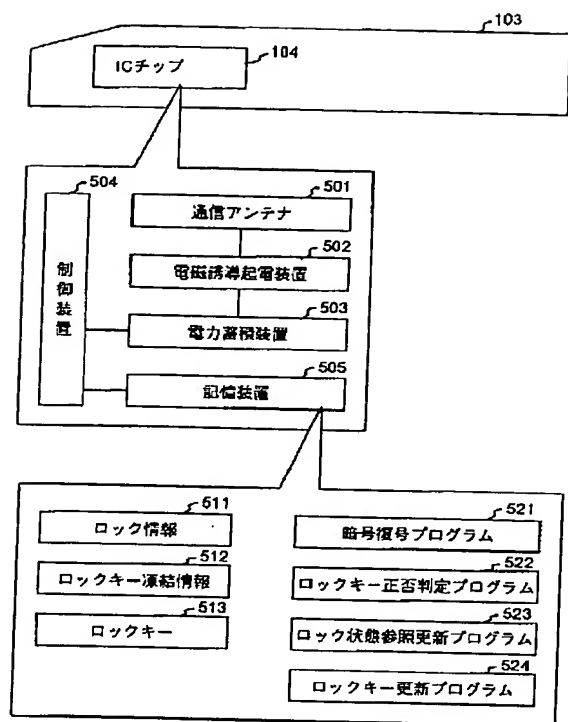 103
ICチップ
104
504
501
通信アンテナ
502
電磁誘導起電装置
制御装置
503
電力蓄積装置
505
記憶装置
511
ロック情報
521
暗号復号プログラム
512
ロックキー凍結情報
522
ロックキー正否判定プログラム
513
ロックキー
523
ロック状態参照更新プログラム
524
ロックキー更新プログラム